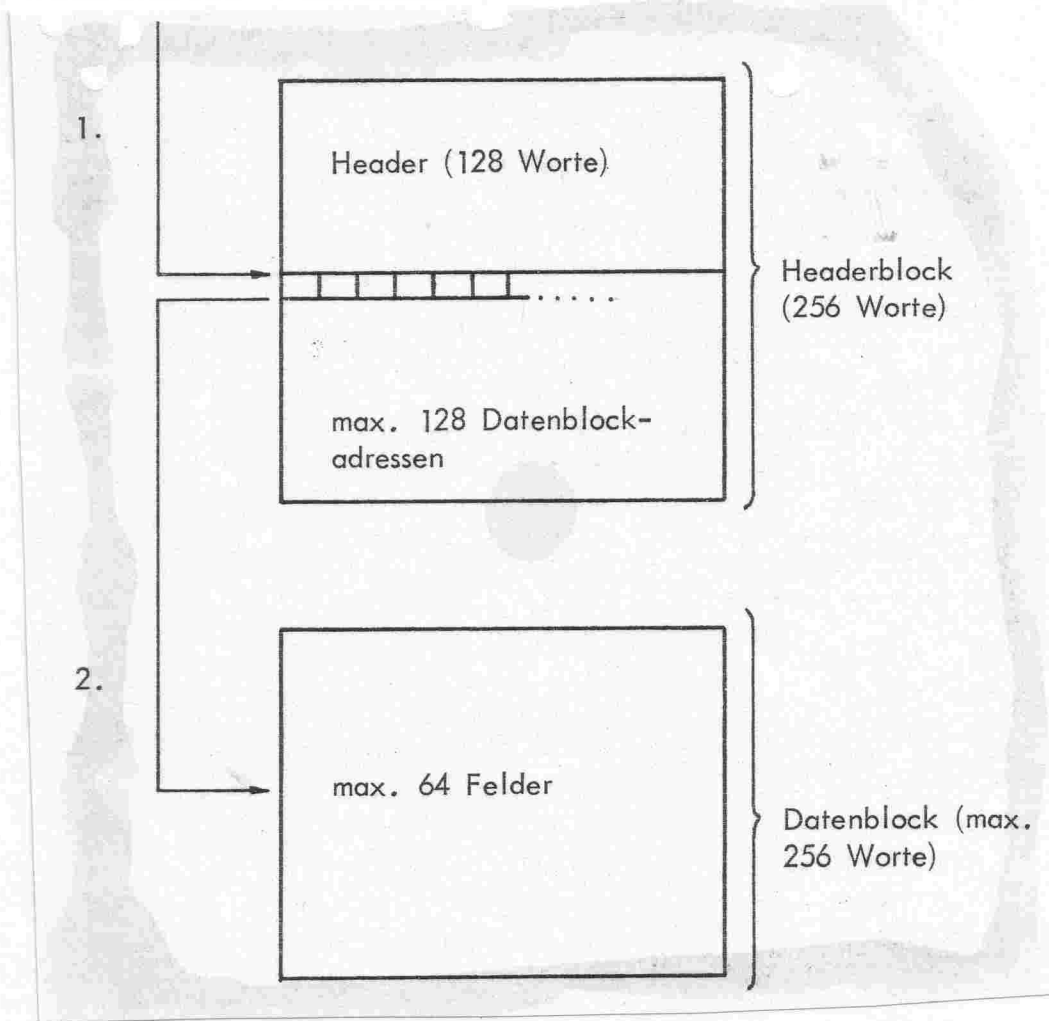 1.
Header (128 Worte)
Headerblock
(256 Worte)
max. 128 Datenblock-
adressen
2.
max. 64 Felder
Datenblock (max.
256 Worte)